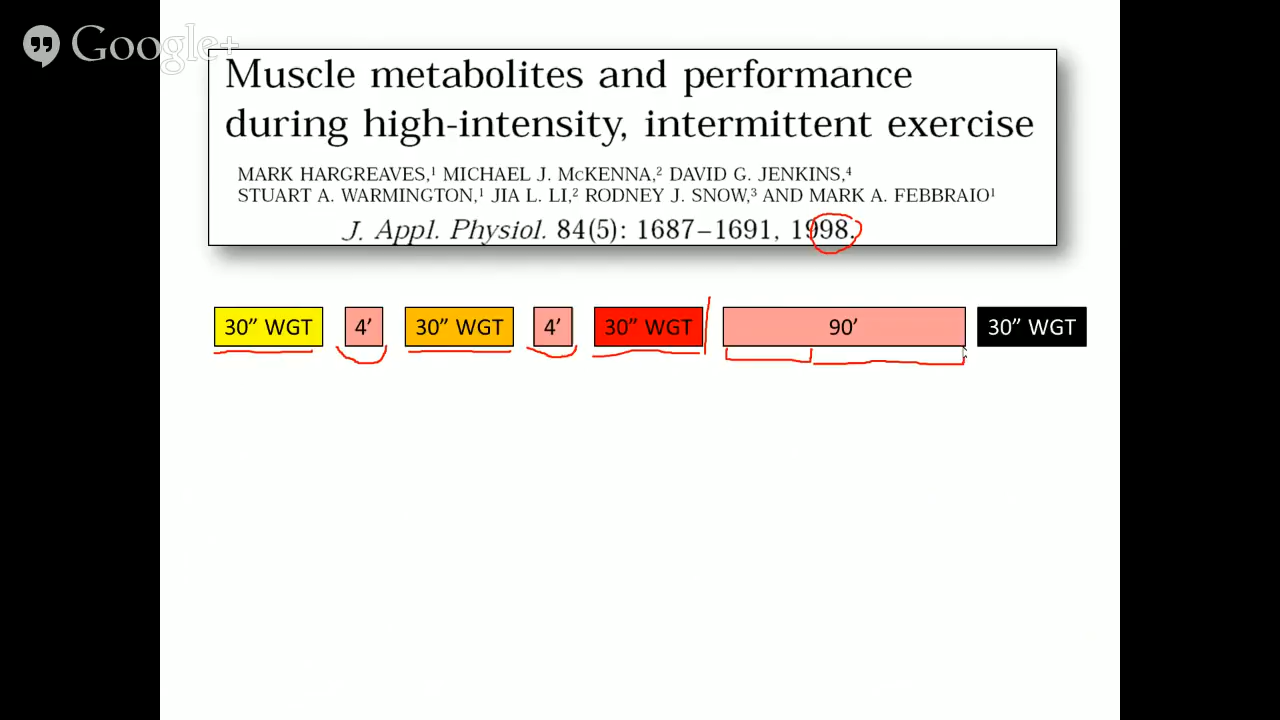 Google+
Muscle metabolites and performance
during high-intensity, intermittent exercise
MARK HARGREAVES,¹ MICHAEL J. McKENNA,² DAVID G. JENKINS,⁴
STUART A. WARMINGTON,¹ JIA L. LI,² RODNEY J. SNOW,³ AND MARK A. FEBBRAIO¹
J. Appl. Physiol. 84(5): 1687–1691, 1998.
30” WGT 4’ 30” WGT 4’ 30” WGT 90’ 30” WGT